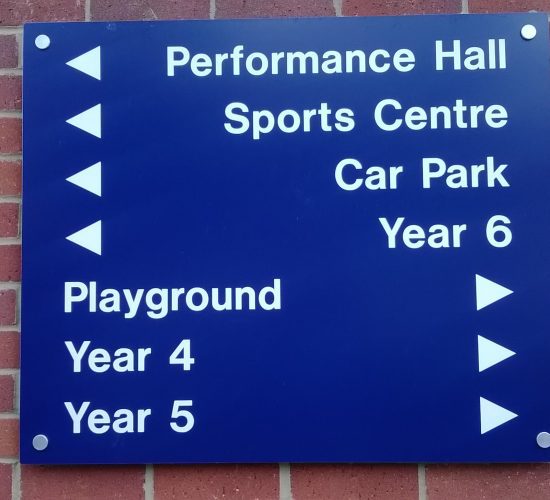 Performance Hall
Sports Centre
Car Park
Year 6
Playground
Year 4
Year 5